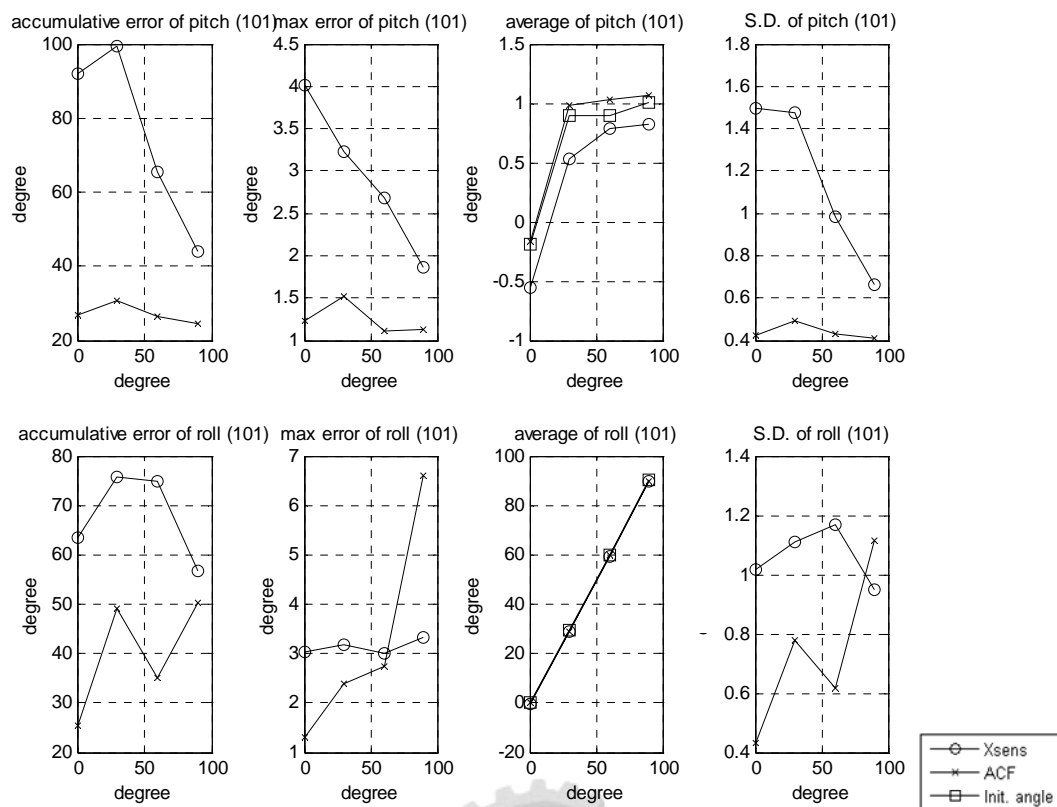 accumulative error of pitch (101)
100
80
60
40
20
degree
0 50 100
degree
max error of pitch (101)
4.5
4
3.5
3
2.5
2
1.5
1
degree
0 50 100
degree
average of pitch (101)
1.5
1
0.5
0
-0.5
-1
degree
0 50 100
degree
S.D. of pitch (101)
1.8
1.6
1.4
1.2
1
0.8
0.6
0.4
degree
0 50 100
degree
accumulative error of roll (101)
80
70
60
50
40
30
20
degree
0 50 100
degree
max error of roll (101)
7
6
5
4
3
2
1
degree
0 50 100
degree
average of roll (101)
100
80
60
40
20
0
-20
degree
0 50 100
degree
S.D. of roll (101)
1.4
1.2
1
0.8
0.6
0.4
0 50 100
degree
Xsens
ACF
Init. angle